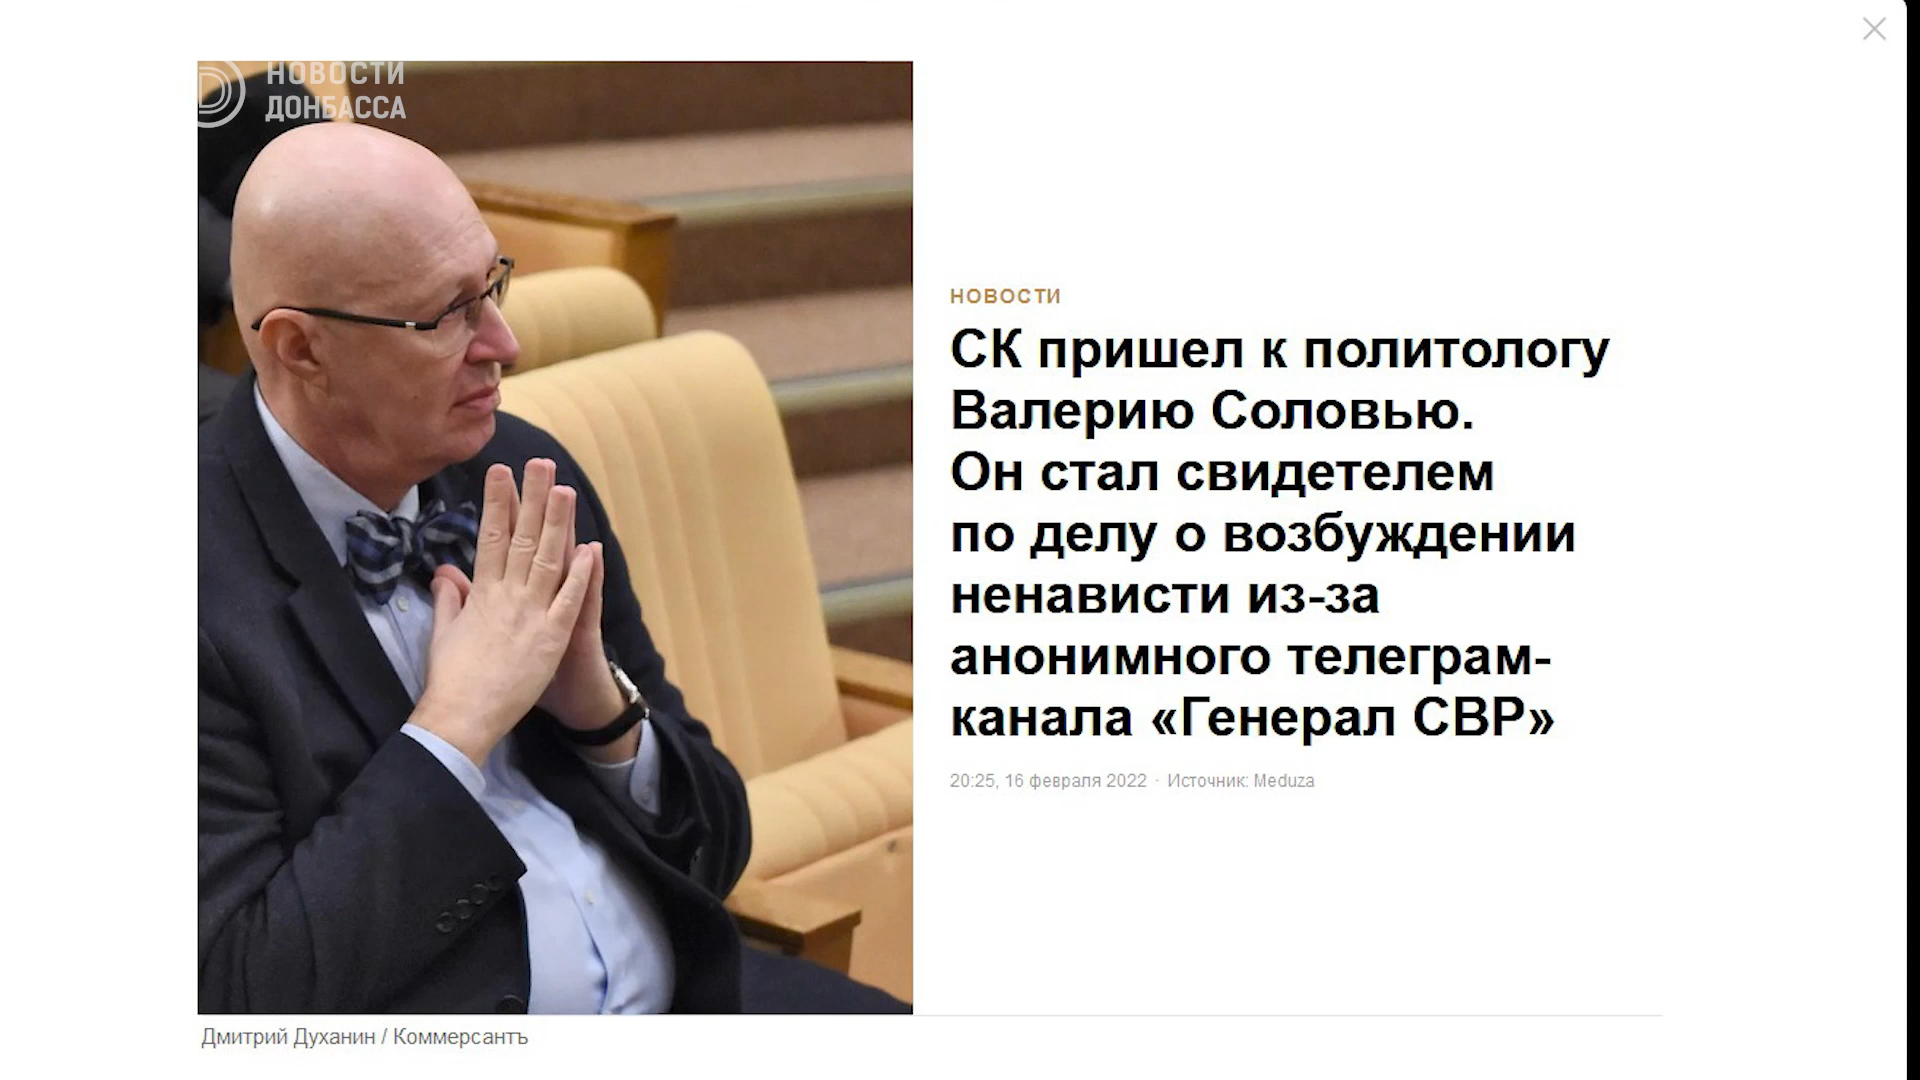 НОВОСТИ
ДОНБАССА
НОВОСТИ
СК пришел к политологу
Валерию Соловью.
Он стал свидетелем
по делу о возбуждении
ненависти из-за
анонимного телеграм-
канала «Генерал СВР»
20:25, 16 февраля 2022 · Источник: Meduza
Дмитрий Духанин / Коммерсантъ